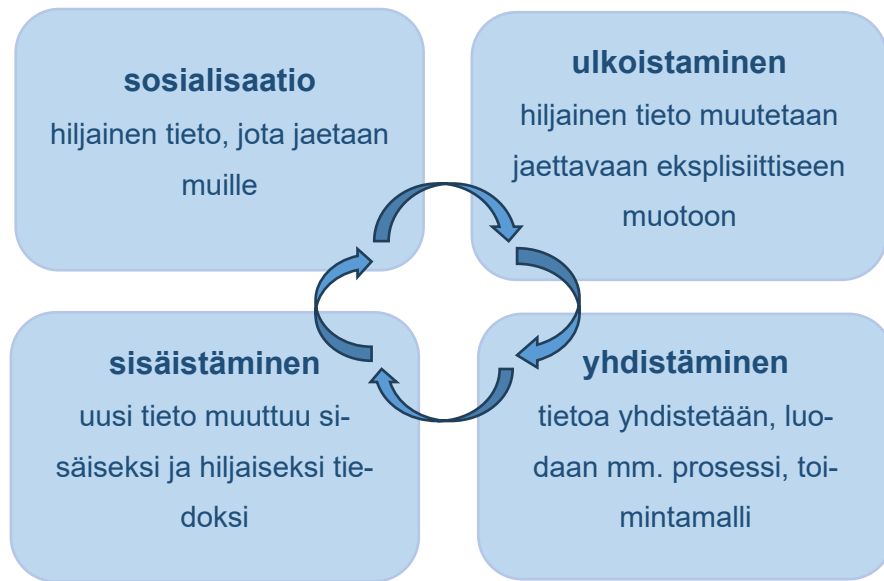 sosialisaatio
hiljainen tieto, jota jaetaan
muille
ulkoistaminen
hiljainen tieto muutetaan
jaettavaan eksplisiittiseen
muotoon
sisäistäminen
uusi tieto muuttuu si-
säiseksi ja hiljaiseksi tie-
doksi
yhdistäminen
tietoa yhdistetään, luo-
daan mm. prosessi, toi-
mintamalli